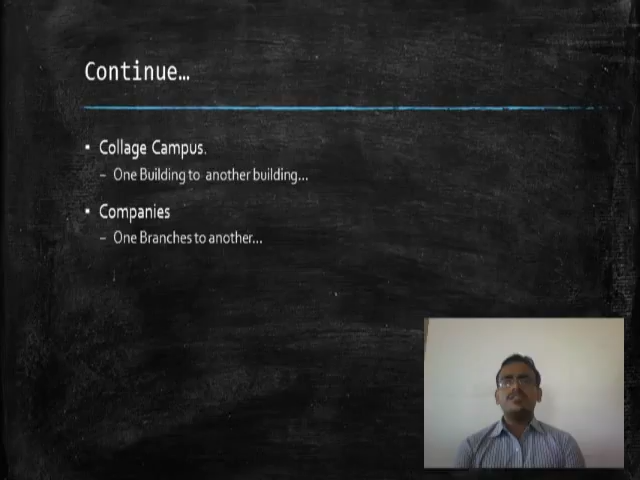 Continue…
▪ Collage Campus.
– One Building to another building…
▪ Companies
– One Branches to another…